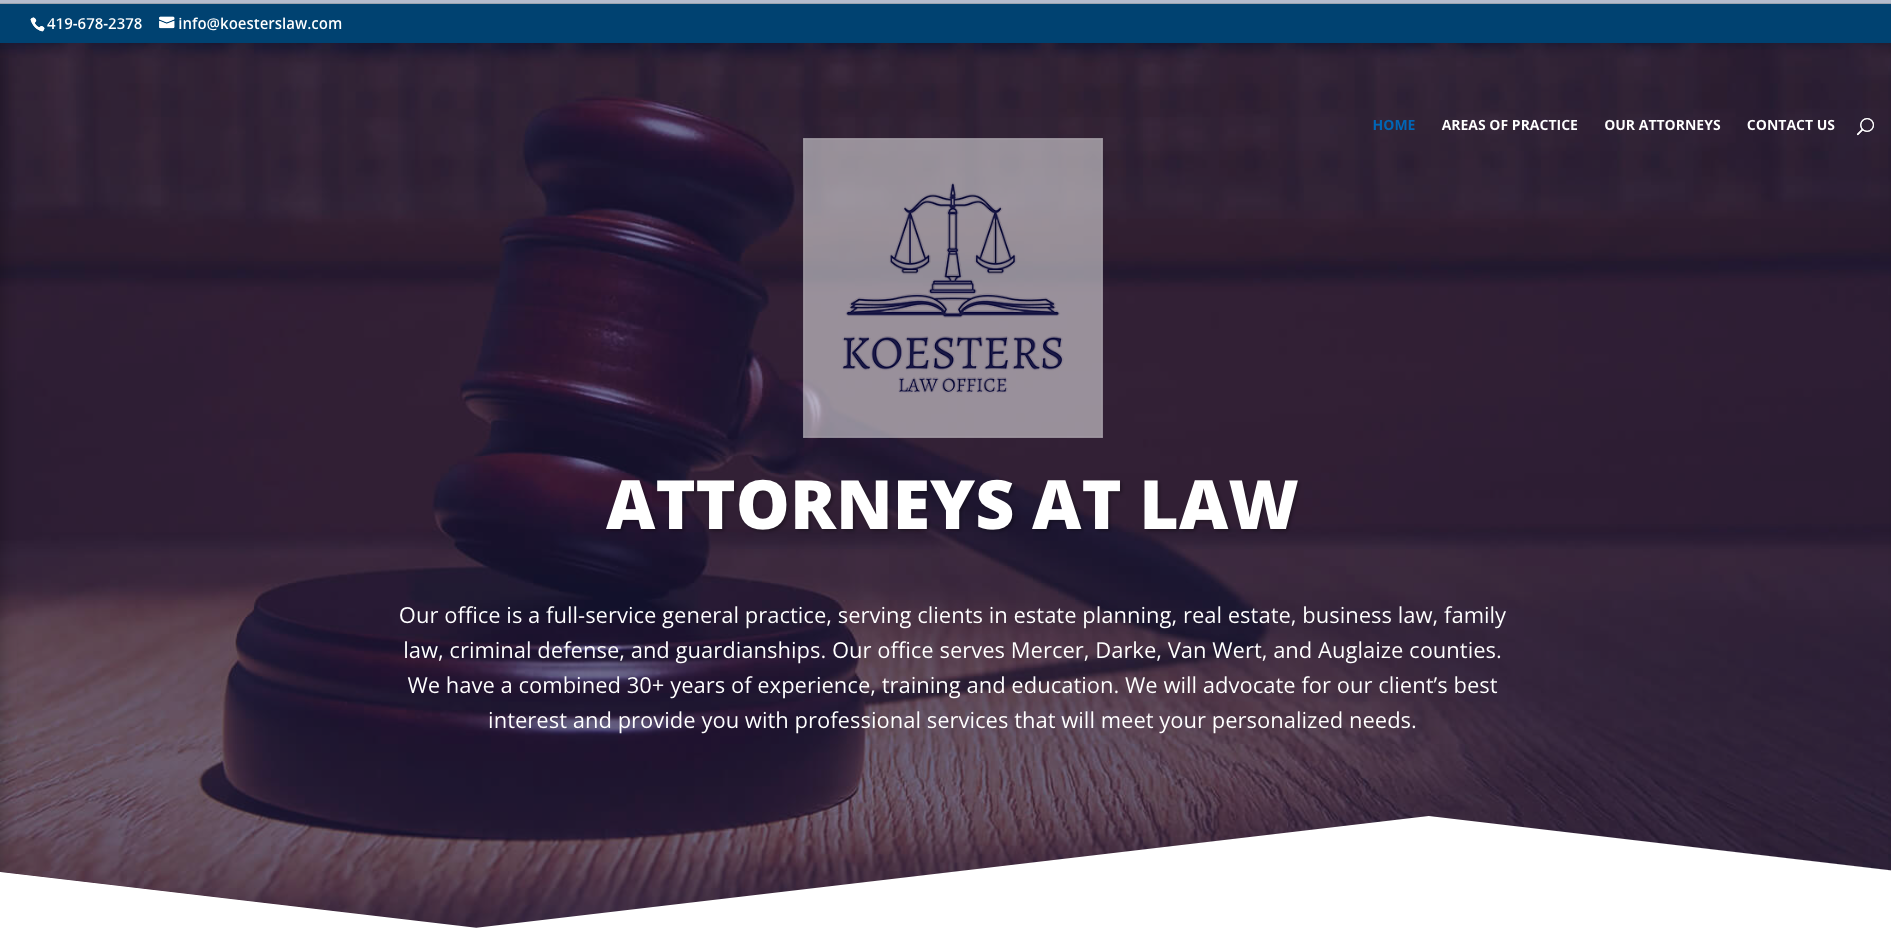 419-678-2378 info@koesterslaw.com
HOME AREAS OF PRACTICE OUR ATTORNEYS CONTACT US
KOESTERS
LAW OFFICE
ATTORNEYS AT LAW
Our office is a full-service general practice, serving clients in estate planning, real estate, business law, family
law, criminal defense, and guardianships. Our office serves Mercer, Darke, Van Wert, and Auglaize counties.
We have a combined 30+ years of experience, training and education. We will advocate for our client’s best
interest and provide you with professional services that will meet your personalized needs.